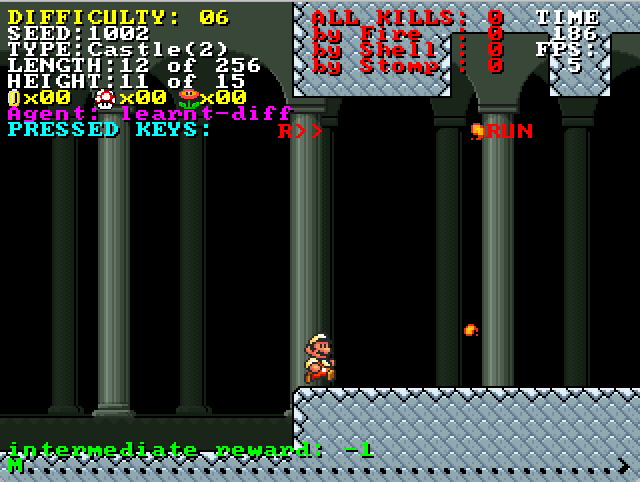 DIFFICULTY: 06
SEED:1002
TYPE:Castle(2)
LENGTH:12 of 256
HEIGHT:11 of 15
x00 x00 x00
Agent: learnt-diff
PRESSED KEYS: R>> RUN
ALL KILLS: 0
by Fire : 0
by Shell : 0
by Stomp : 0
TIME
186
FPS:
5
intermediate reward: -1
M